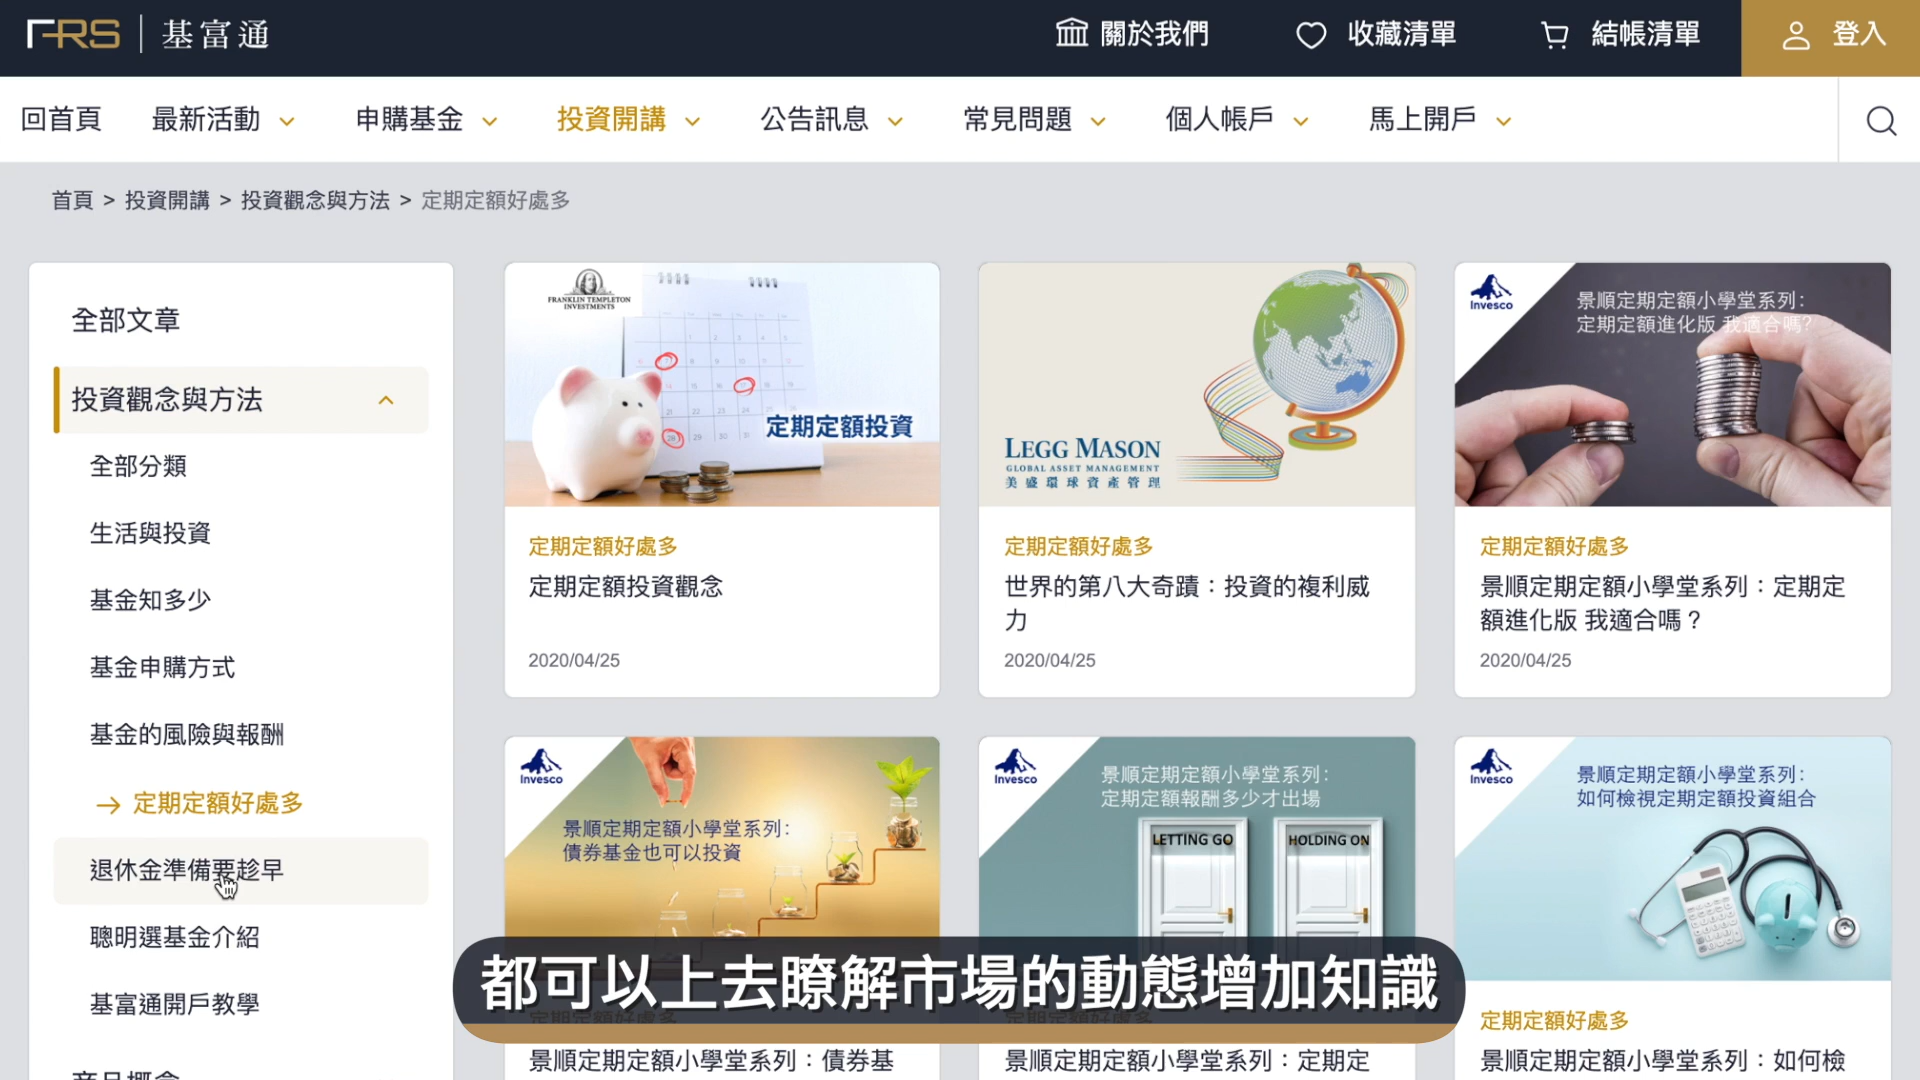 FRS 基富通
關於我們
收藏清單
結帳清單
登入
回首頁
最新活動
申購基金
投資開講
公告訊息
常見問題
個人帳戶
馬上開戶
首頁 > 投資開講 > 投資觀念與方法 > 定期定額好處多
全部文章
投資觀念與方法
全部分類
生活與投資
基金知多少
基金申購方式
基金的風險與報酬
定期定額好處多
退休金準備要趁早
聰明選基金介紹
基富通開戶教學
FRANKLIN TEMPLETON
INVESTMENTS
定期定額投資
定期定額好處多
定期定額投資觀念
2020/04/25
LEGG MASON
GLOBAL ASSET MANAGEMENT
美盛環球資產管理
定期定額好處多
世界的第八大奇蹟：投資的複利威
力
2020/04/25
Invesco
景順定期定額小學堂系列：
定期定額進化版 我適合嗎?
定期定額好處多
景順定期定額小學堂系列：定期定
額進化版 我適合嗎？
2020/04/25
Invesco
景順定期定額小學堂系列：
債券基金也可以投資
定期定額好處多
景順定期定額小學堂系列：債券基
Invesco
景順定期定額小學堂系列：
定期定額報酬多少才出場
LETTING GO
HOLDING ON
定期定額好處多
景順定期定額小學堂系列：定期定
Invesco
景順定期定額小學堂系列：
如何檢視定期定額投資組合
定期定額好處多
景順定期定額小學堂系列：如何檢
都可以上去瞭解市場的動態增加知識